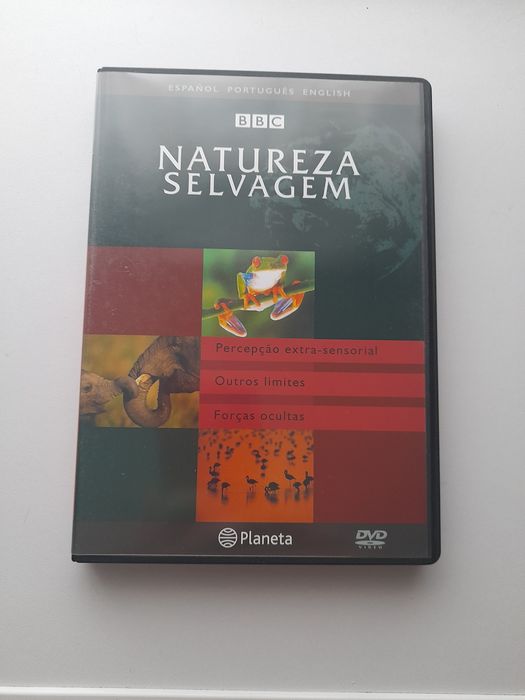 ESPAÑOL PORTUGUÊS ENGLISH
BBC
NATUREZA
SELVAGEM
Percepção extra-sensorial
Outros limites
Forças ocultas
Planeta
DVD
VIDEO